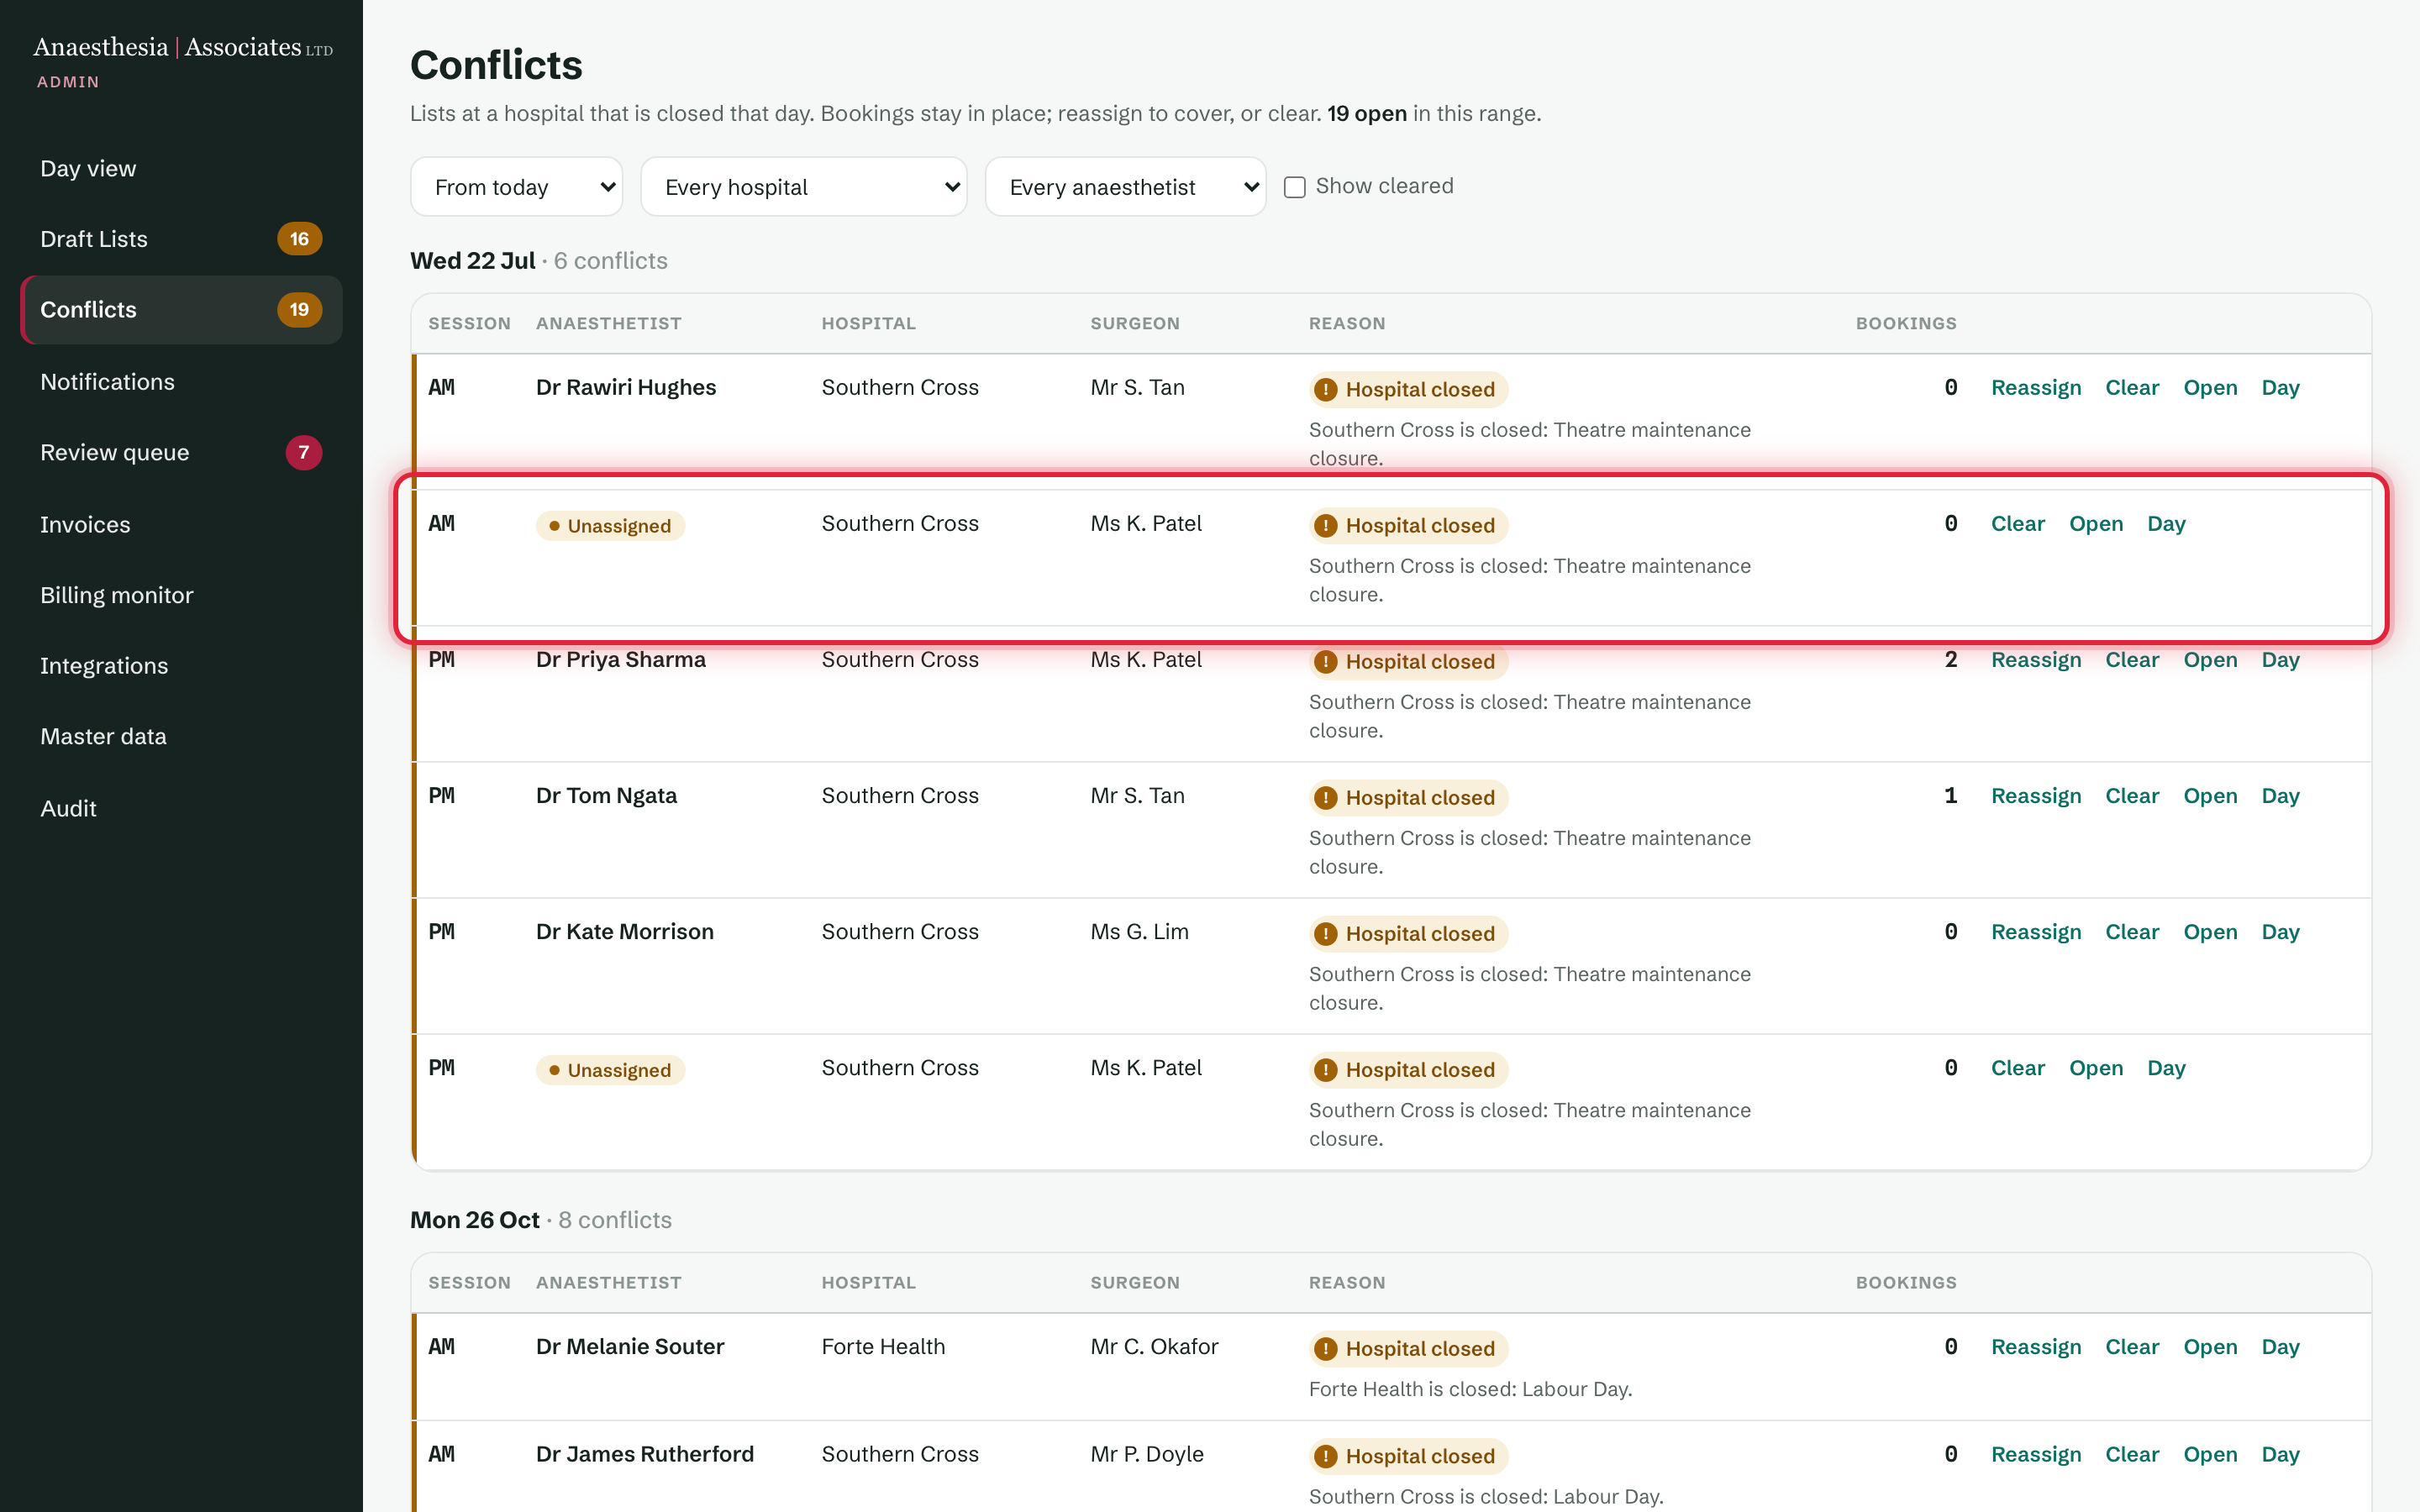 Anaesthesia | Associates LTD
ADMIN
Day view
Draft Lists 16
Conflicts 19
Notifications
Review queue 7
Invoices
Billing monitor
Integrations
Master data
Audit
Conflicts
Lists at a hospital that is closed that day. Bookings stay in place; reassign to cover, or clear. 19 open in this range.
From today Every hospital Every anaesthetist Show cleared
Wed 22 Jul · 6 conflicts
SESSION ANAESTHETIST HOSPITAL SURGEON REASON BOOKINGS
AM Dr Rawiri Hughes Southern Cross Mr S. Tan ! Hospital closed 0 Reassign Clear Open Day
Southern Cross is closed: Theatre maintenance
closure.
AM Unassigned Southern Cross Ms K. Patel ! Hospital closed 0 Clear Open Day
Southern Cross is closed: Theatre maintenance
closure.
PM Dr Priya Sharma Southern Cross Ms K. Patel ! Hospital closed 2 Reassign Clear Open Day
Southern Cross is closed: Theatre maintenance
closure.
PM Dr Tom Ngata Southern Cross Mr S. Tan ! Hospital closed 1 Reassign Clear Open Day
Southern Cross is closed: Theatre maintenance
closure.
PM Dr Kate Morrison Southern Cross Ms G. Lim ! Hospital closed 0 Reassign Clear Open Day
Southern Cross is closed: Theatre maintenance
closure.
PM Unassigned Southern Cross Ms K. Patel ! Hospital closed 0 Clear Open Day
Southern Cross is closed: Theatre maintenance
closure.
Mon 26 Oct · 8 conflicts
SESSION ANAESTHETIST HOSPITAL SURGEON REASON BOOKINGS
AM Dr Melanie Souter Forte Health Mr C. Okafor ! Hospital closed 0 Reassign Clear Open Day
Forte Health is closed: Labour Day.
AM Dr James Rutherford Southern Cross Mr P. Doyle ! Hospital closed 0 Reassign Clear Open Day
Southern Cross is closed: Labour Day.